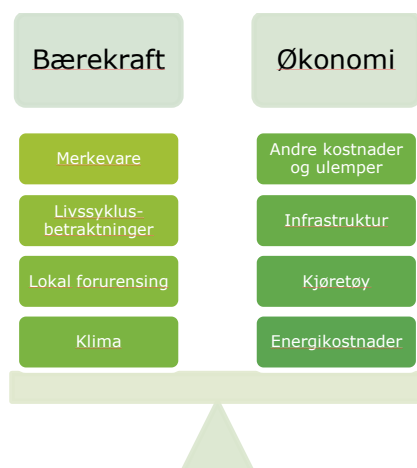 Bærekraft
Merkevare
Livssyklus-
betraktninger
Lokal forurensing
Klima
Økonomi
Andre kostnader
og ulemper
Infrastruktur
Kjøretøy
Energikostnader